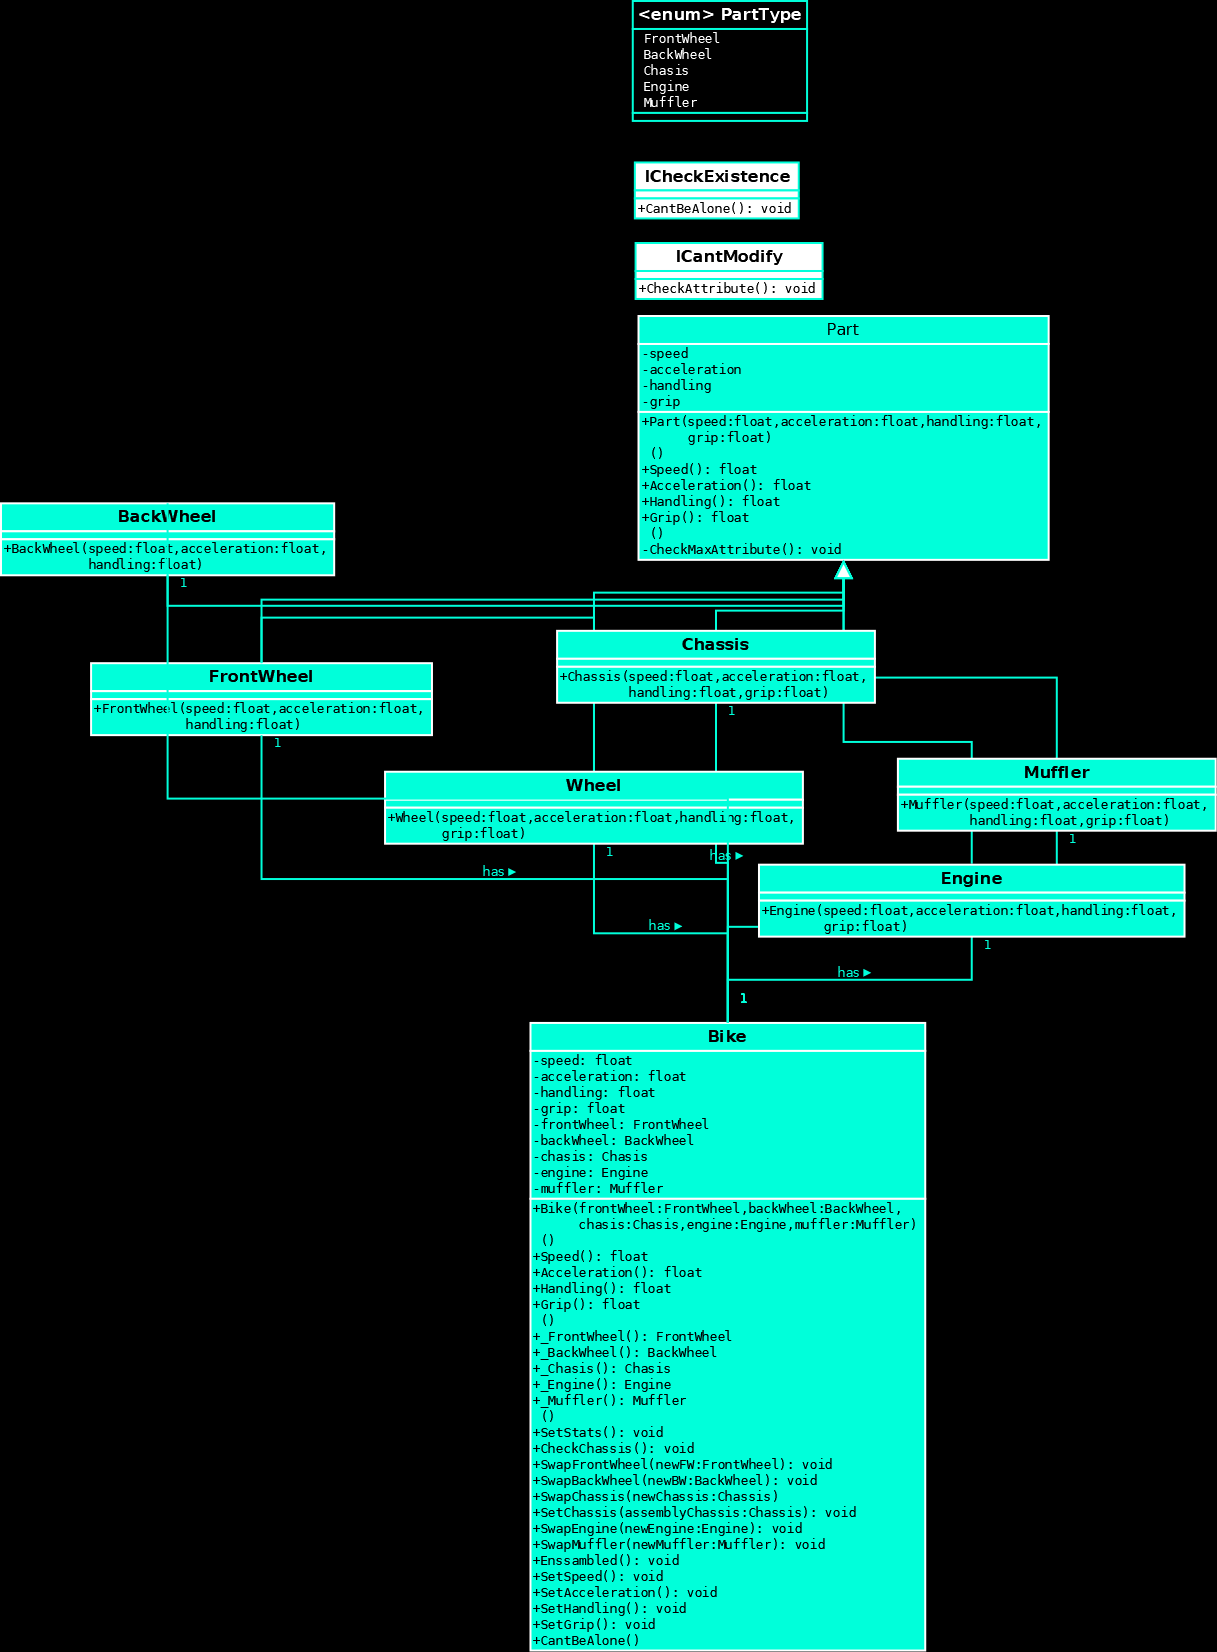 <enum> PartType
FrontWheel
BackWheel
Chasis
Engine
Muffler
ICheckExistence
+CantBeAlone(): void
ICantModify
+CheckAttribute(): void
Part
-speed
-acceleration
-handling
-grip
+Part(speed:float,acceleration:float,handling:float,
grip:float)
()
+Speed(): float
+Acceleration(): float
+Handling(): float
+Grip(): float
()
-CheckMaxAttribute(): void
BackWheel
+BackWheel(speed:float,acceleration:float,
handling:float)
1
Chassis
+Chassis(speed:float,acceleration:float,
handling:float,grip:float)
1
FrontWheel
+FrontWheel(speed:float,acceleration:float,
handling:float)
1
Wheel
+Wheel(speed:float,acceleration:float,handling:float,
grip:float)
1
Muffler
+Muffler(speed:float,acceleration:float,
handling:float,grip:float)
1
has ►
has ►
Engine
+Engine(speed:float,acceleration:float,handling:float,
grip:float)
1
has ►
has ►
1
Bike
-speed: float
-acceleration: float
-handling: float
-grip: float
-frontWheel: FrontWheel
-backWheel: BackWheel
-chasis: Chasis
-engine: Engine
-muffler: Muffler
+Bike(frontWheel:FrontWheel,backWheel:BackWheel,
chasis:Chasis,engine:Engine,muffler:Muffler)
()
+Speed(): float
+Acceleration(): float
+Handling(): float
+Grip(): float
()
+_FrontWheel(): FrontWheel
+_BackWheel(): BackWheel
+_Chasis(): Chasis
+_Engine(): Engine
+_Muffler(): Muffler
()
+SetStats(): void
+CheckChassis(): void
+SwapFrontWheel(newFW:FrontWheel): void
+SwapBackWheel(newBW:BackWheel): void
+SwapChassis(newChassis:Chassis)
+SetChassis(assemblyChassis:Chassis): void
+SwapEngine(newEngine:Engine): void
+SwapMuffler(newMuffler:Muffler): void
+Enssambled(): void
+SetSpeed(): void
+SetAcceleration(): void
+SetHandling(): void
+SetGrip(): void
+CantBeAlone()